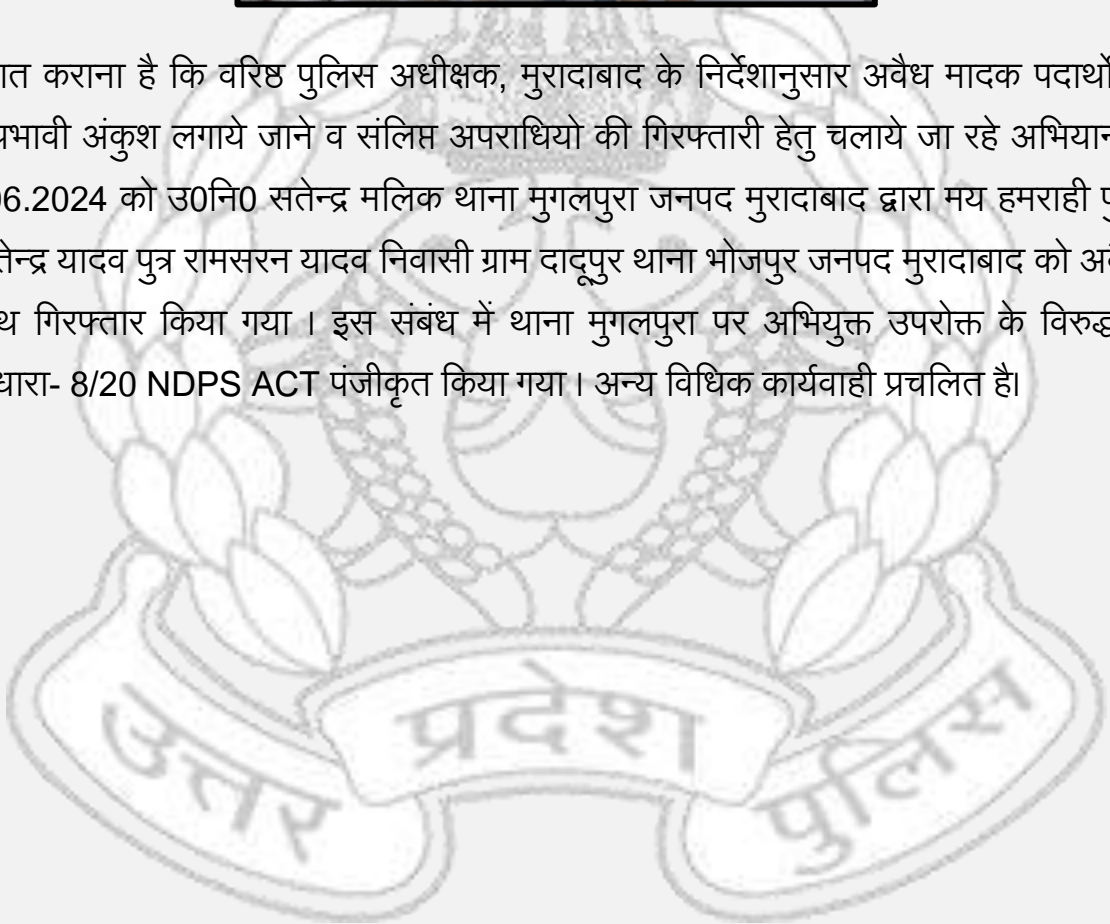 कराना है कि वरिष्ठ पुलिस अधीक्षक, मुरादाबाद के निर्देशानुसार अवैध मादक पदार्थो
अंकुश लगाये जाने व संलिप्त अपराधियो की गिरफ्तारी हेतु चलाये जा रहे अभियान
06.2024 को उ0नि0 सतेन्द्र मलिक थाना मुगलपुरा जनपद मुरादाबाद द्वारा मय हमराही
यादव पुत्र रामसरन यादव निवासी ग्राम दादूपुर थाना भोजपुर जनपद मुरादाबाद को
गिरफ्तार किया गया । इस संबंध में थाना मुगलपुरा पर अभियुक्त उपरोक्त के विरुद्ध
धारा- 8/20 NDPS ACT पंजीकृत किया गया । अन्य विधिक कार्यवाही प्रचलित है।
उत्तर प्रदेश पुलिस